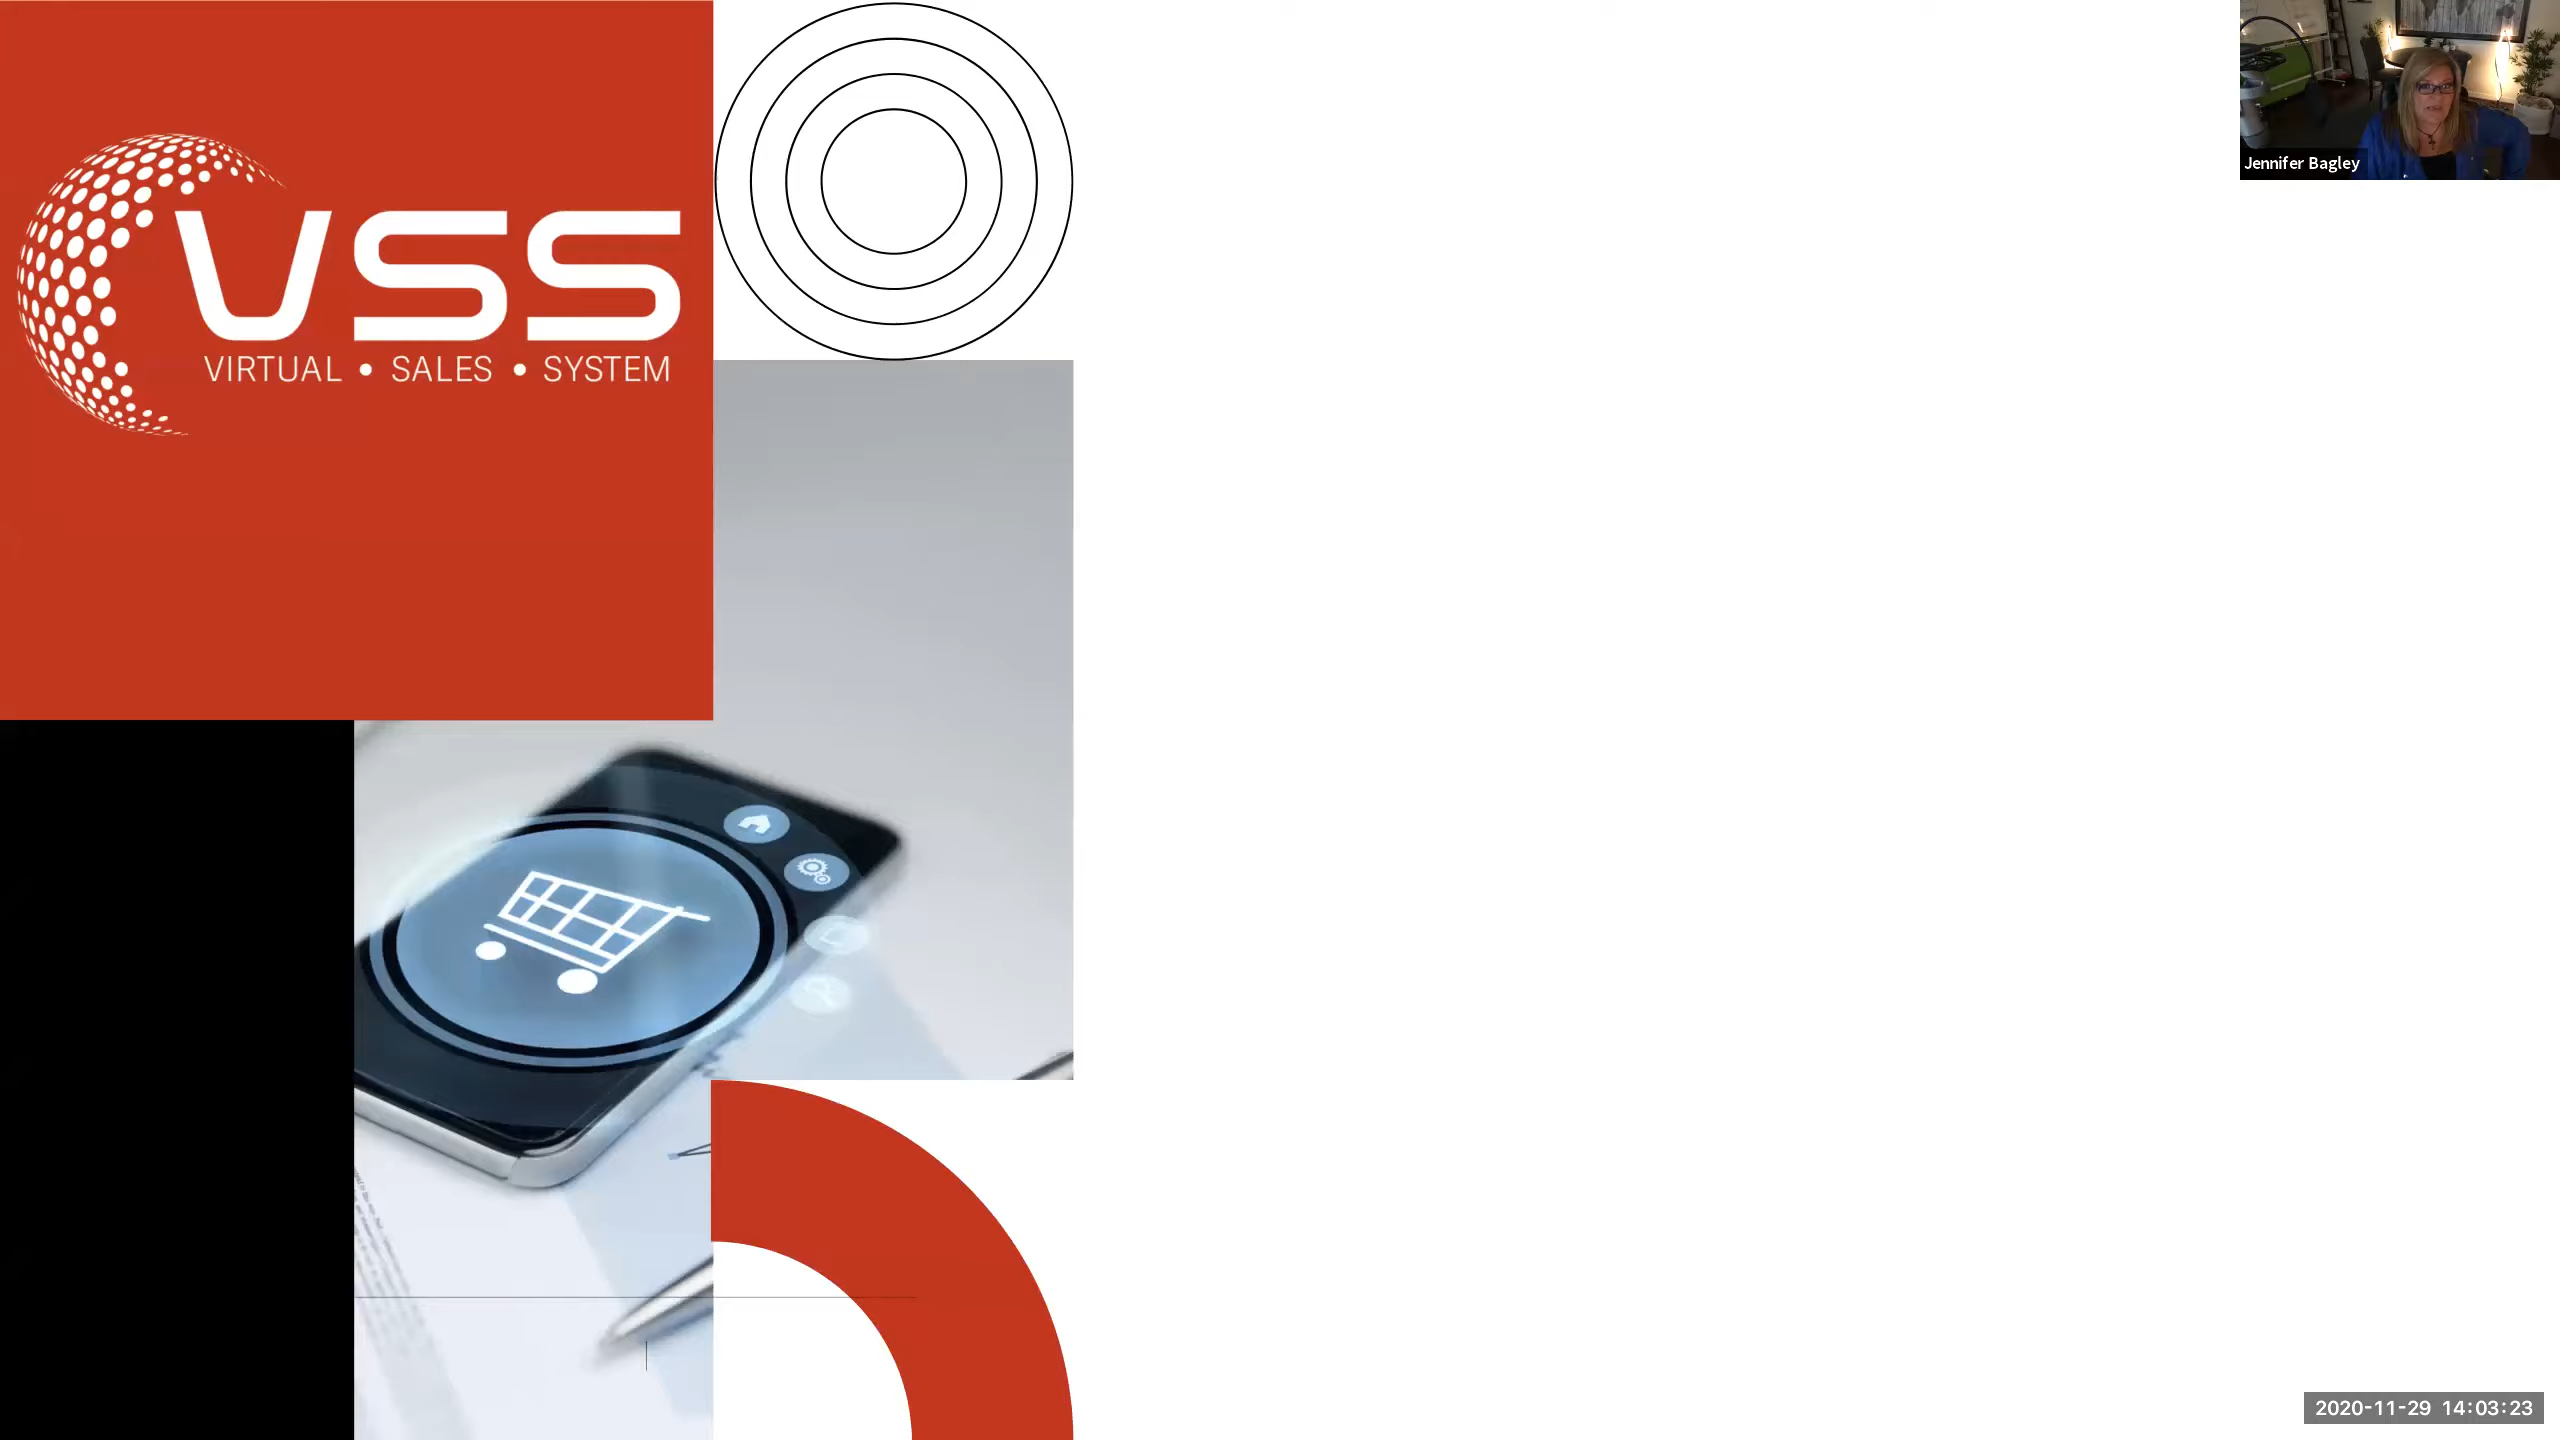 VSS
VIRTUAL • SALES • SYSTEM
Jennifer Bagley
2020-11-29 14:03:23